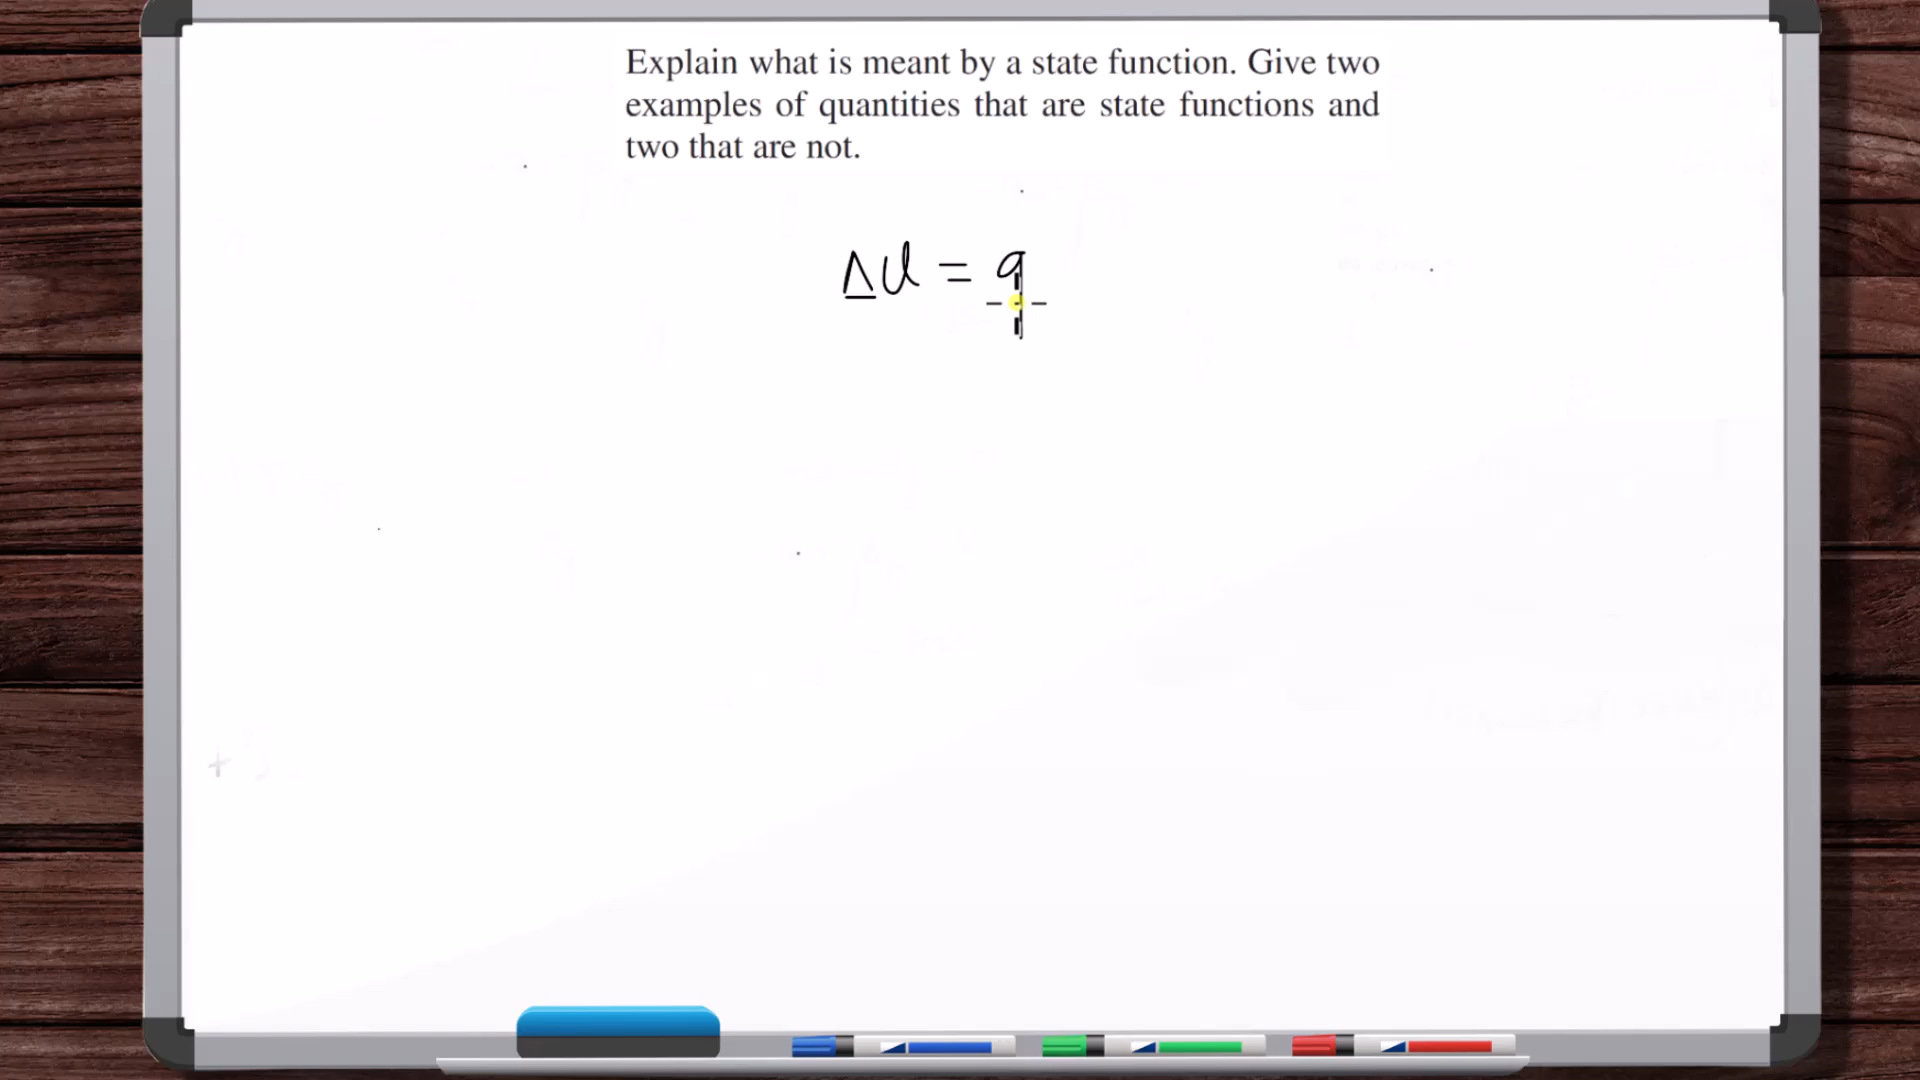 Explain what is meant by a state function. Give two
examples of quantities that are state functions and
two that are not.
ΔU = q